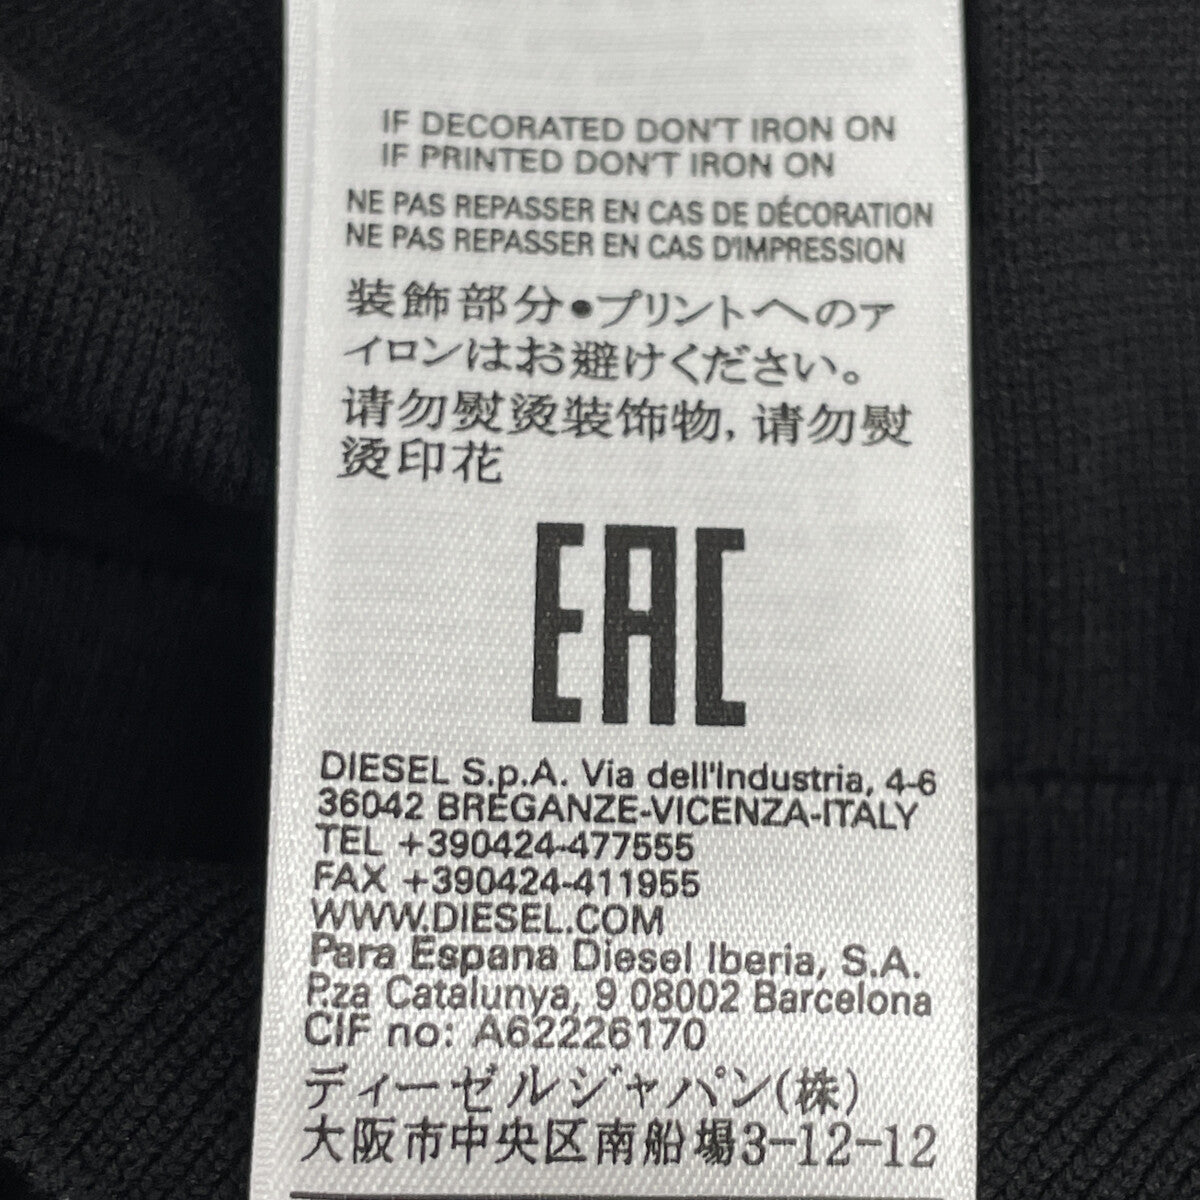 IF DECORATED DON'T IRON ON
IF PRINTED DON'T IRON ON
NE PAS REPASSER EN CAS DE DÉCORATION
NE PAS REPASSER EN CAS D'IMPRESSION
装飾部分•プリントへのア
イロンはお避けください。
请勿熨烫装饰物, 请勿熨
烫印花
EAC
DIESEL S.p.A. Via dell'Industria, 4-6
36042 BREGANZE-VICENZA-ITALY
TEL +390424-477555
FAX +390424-411955
WWW.DIESEL.COM
Para Espana Diesel Iberia, S.A.
P.za Catalunya, 9 08002 Barcelona
CIF no: A62226170
ディーゼルジャパン(株)
大阪市中央区南船場3-12-12